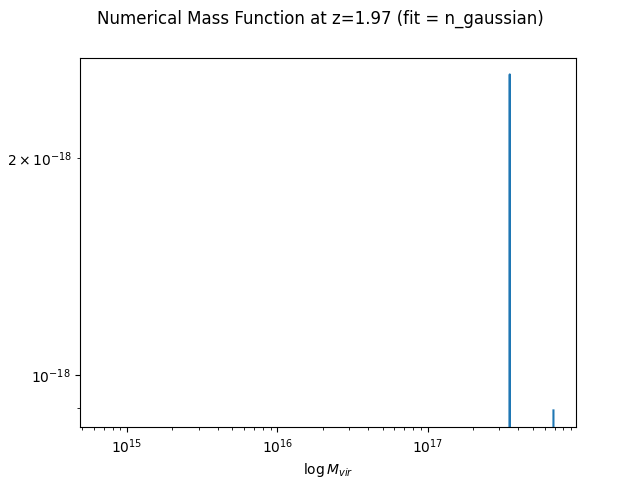 Numerical Mass Function at z=1.97 (fit = n_gaussian)
2 × 10⁻¹⁸
10⁻¹⁸
10¹⁵ 10¹⁶ 10¹⁷
log M_vir